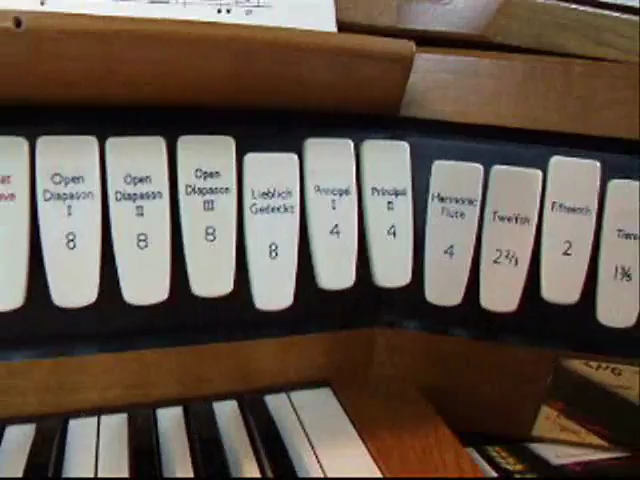 Open
Diapason
I
8
Open
Diapason
II
8
Open
Diapason
III
8
Lieblich
Gedeckt
8
Principal
I
4
Principal
II
4
Harmonic
Flute
4
Twelfth
2⅔
Fifteenth
2
Tierce
1⅗